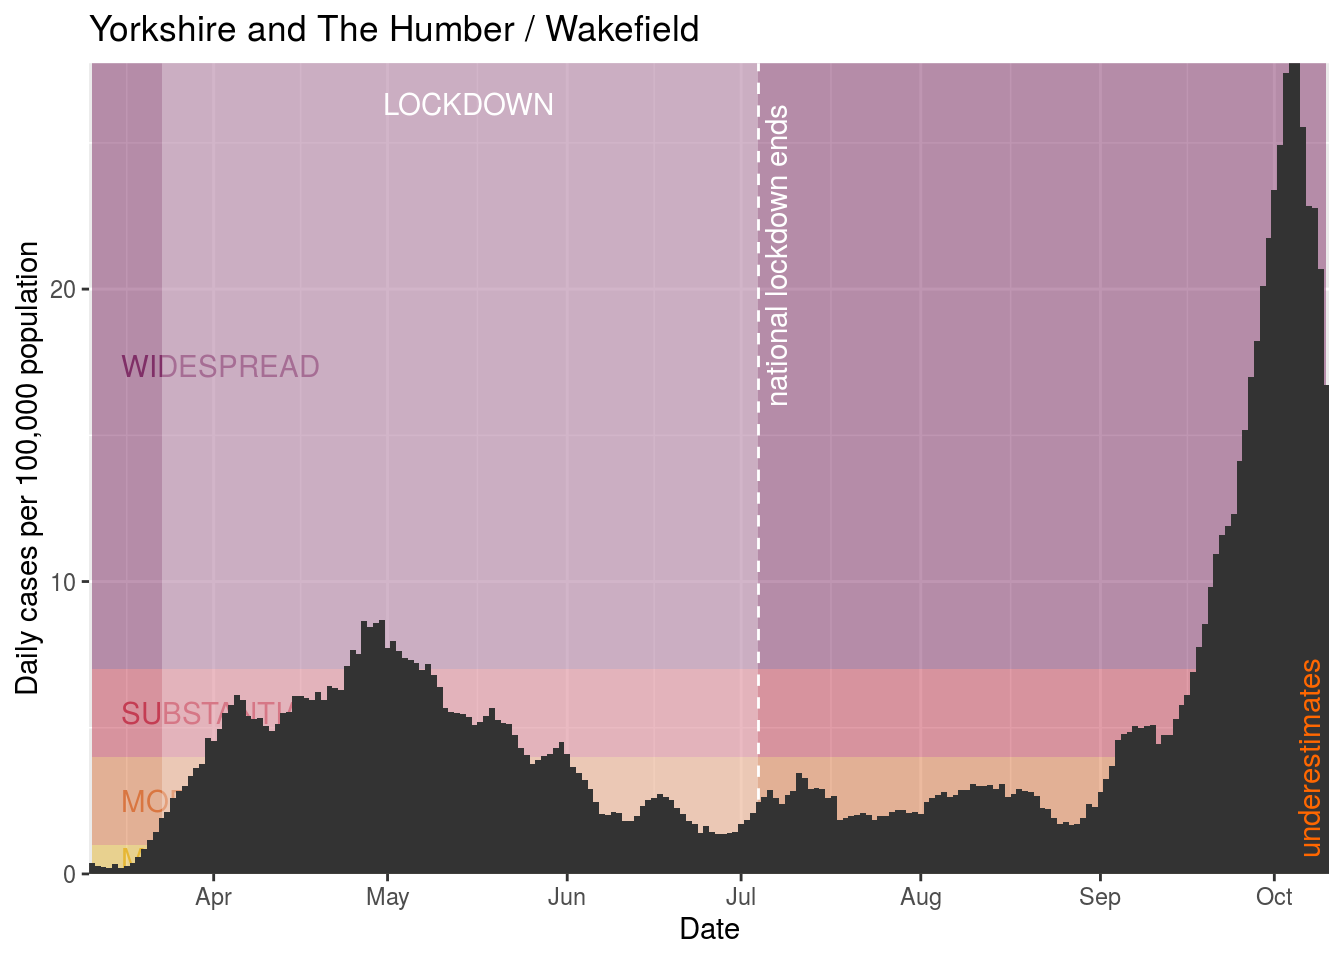 Yorkshire and The Humber / Wakefield
LOCKDOWN
national lockdown ends
WIDESPREAD
underestimates
Daily cases per 100,000 population
20
10
0
Apr
May
Jun
Jul
Aug
Sep
Oct
Date